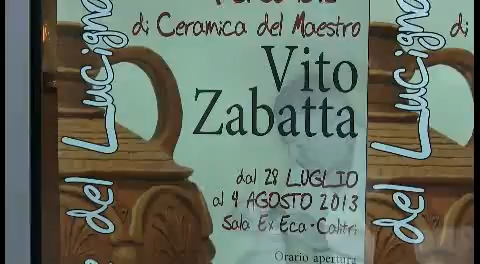 di Ceramica del Maestro
Vito
Zabatta
dal 28 LUGLIO
al 4 AGOSTO 2013
Sala Ex Eca - Calitri
Orario apertura
del Lucigna
del Lucigna
di